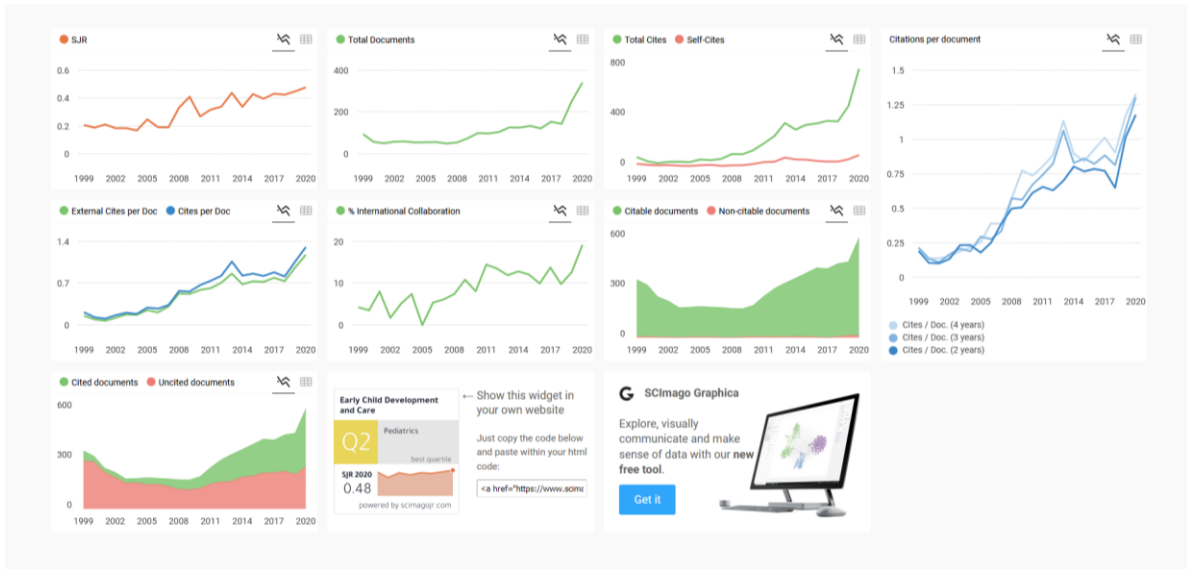 SJR
0.6
0.4
0.2
0
1999 2002 2005 2008 2011 2014 2017 2020
Total Documents
400
200
0
1999 2002 2005 2008 2011 2014 2017 2020
Total Cites Self-Cites
800
400
0
1999 2002 2005 2008 2011 2014 2017 2020
Citations per document
1.5
1.25
1
0.75
0.5
0.25
0
1999 2002 2005 2008 2011 2014 2017 2020
Cites / Doc. (4 years)
Cites / Doc. (3 years)
Cites / Doc. (2 years)
External Cites per Doc Cites per Doc
1.4
0.7
0
1999 2002 2005 2008 2011 2014 2017 2020
% International Collaboration
20
10
0
1999 2002 2005 2008 2011 2014 2017 2020
Citable documents Non-citable documents
600
300
0
1999 2002 2005 2008 2011 2014 2017 2020
Cited documents Uncited documents
600
300
0
1999 2002 2005 2008 2011 2014 2017 2020
Early Child Development
and Care
Q2
Pediatrics
best quartile
SJR 2020
0.48
powered by scimagojr.com
← Show this widget in
your own website
Just copy the code below
and paste within your html
code:
<a href="https://www.scima
SCImago Graphica
Explore, visually
communicate and make
sense of data with our new
free tool.
Get it